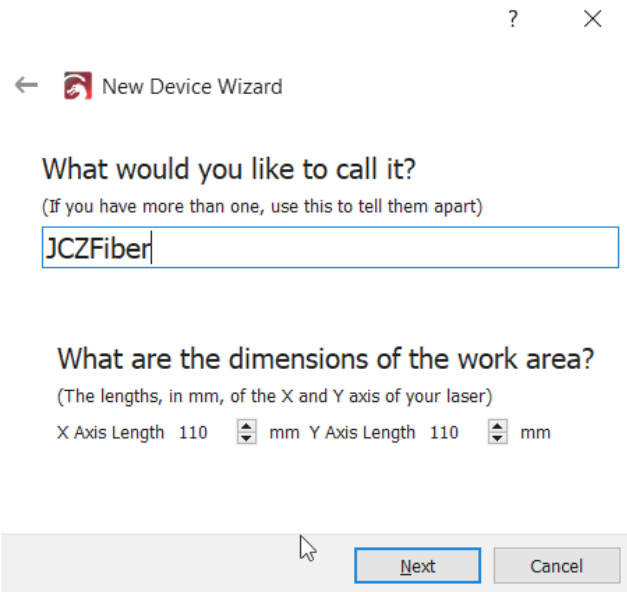 ?
New Device Wizard
What would you like to call it?
(If you have more than one, use this to tell them apart)
JCZFiber
What are the dimensions of the work area?
(The lengths, in mm, of the X and Y axis of your laser)
X Axis Length 110 mm Y Axis Length 110 mm
Next Cancel